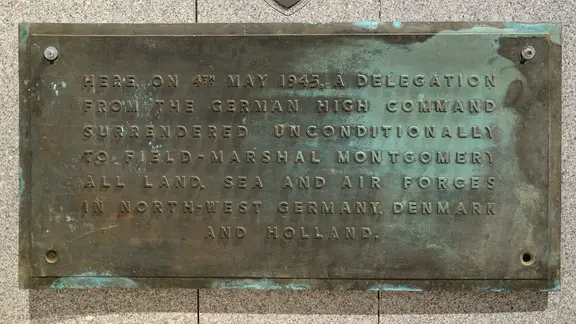 HERE, ON 4TH MAY 1945, A DELEGATION
FROM THE GERMAN HIGH COMMAND
SURRENDERED UNCONDITIONALLY
TO FIELD-MARSHAL MONTGOMERY
ALL LAND, SEA AND AIR FORCES
IN NORTH-WEST GERMANY, DENMARK
AND HOLLAND.